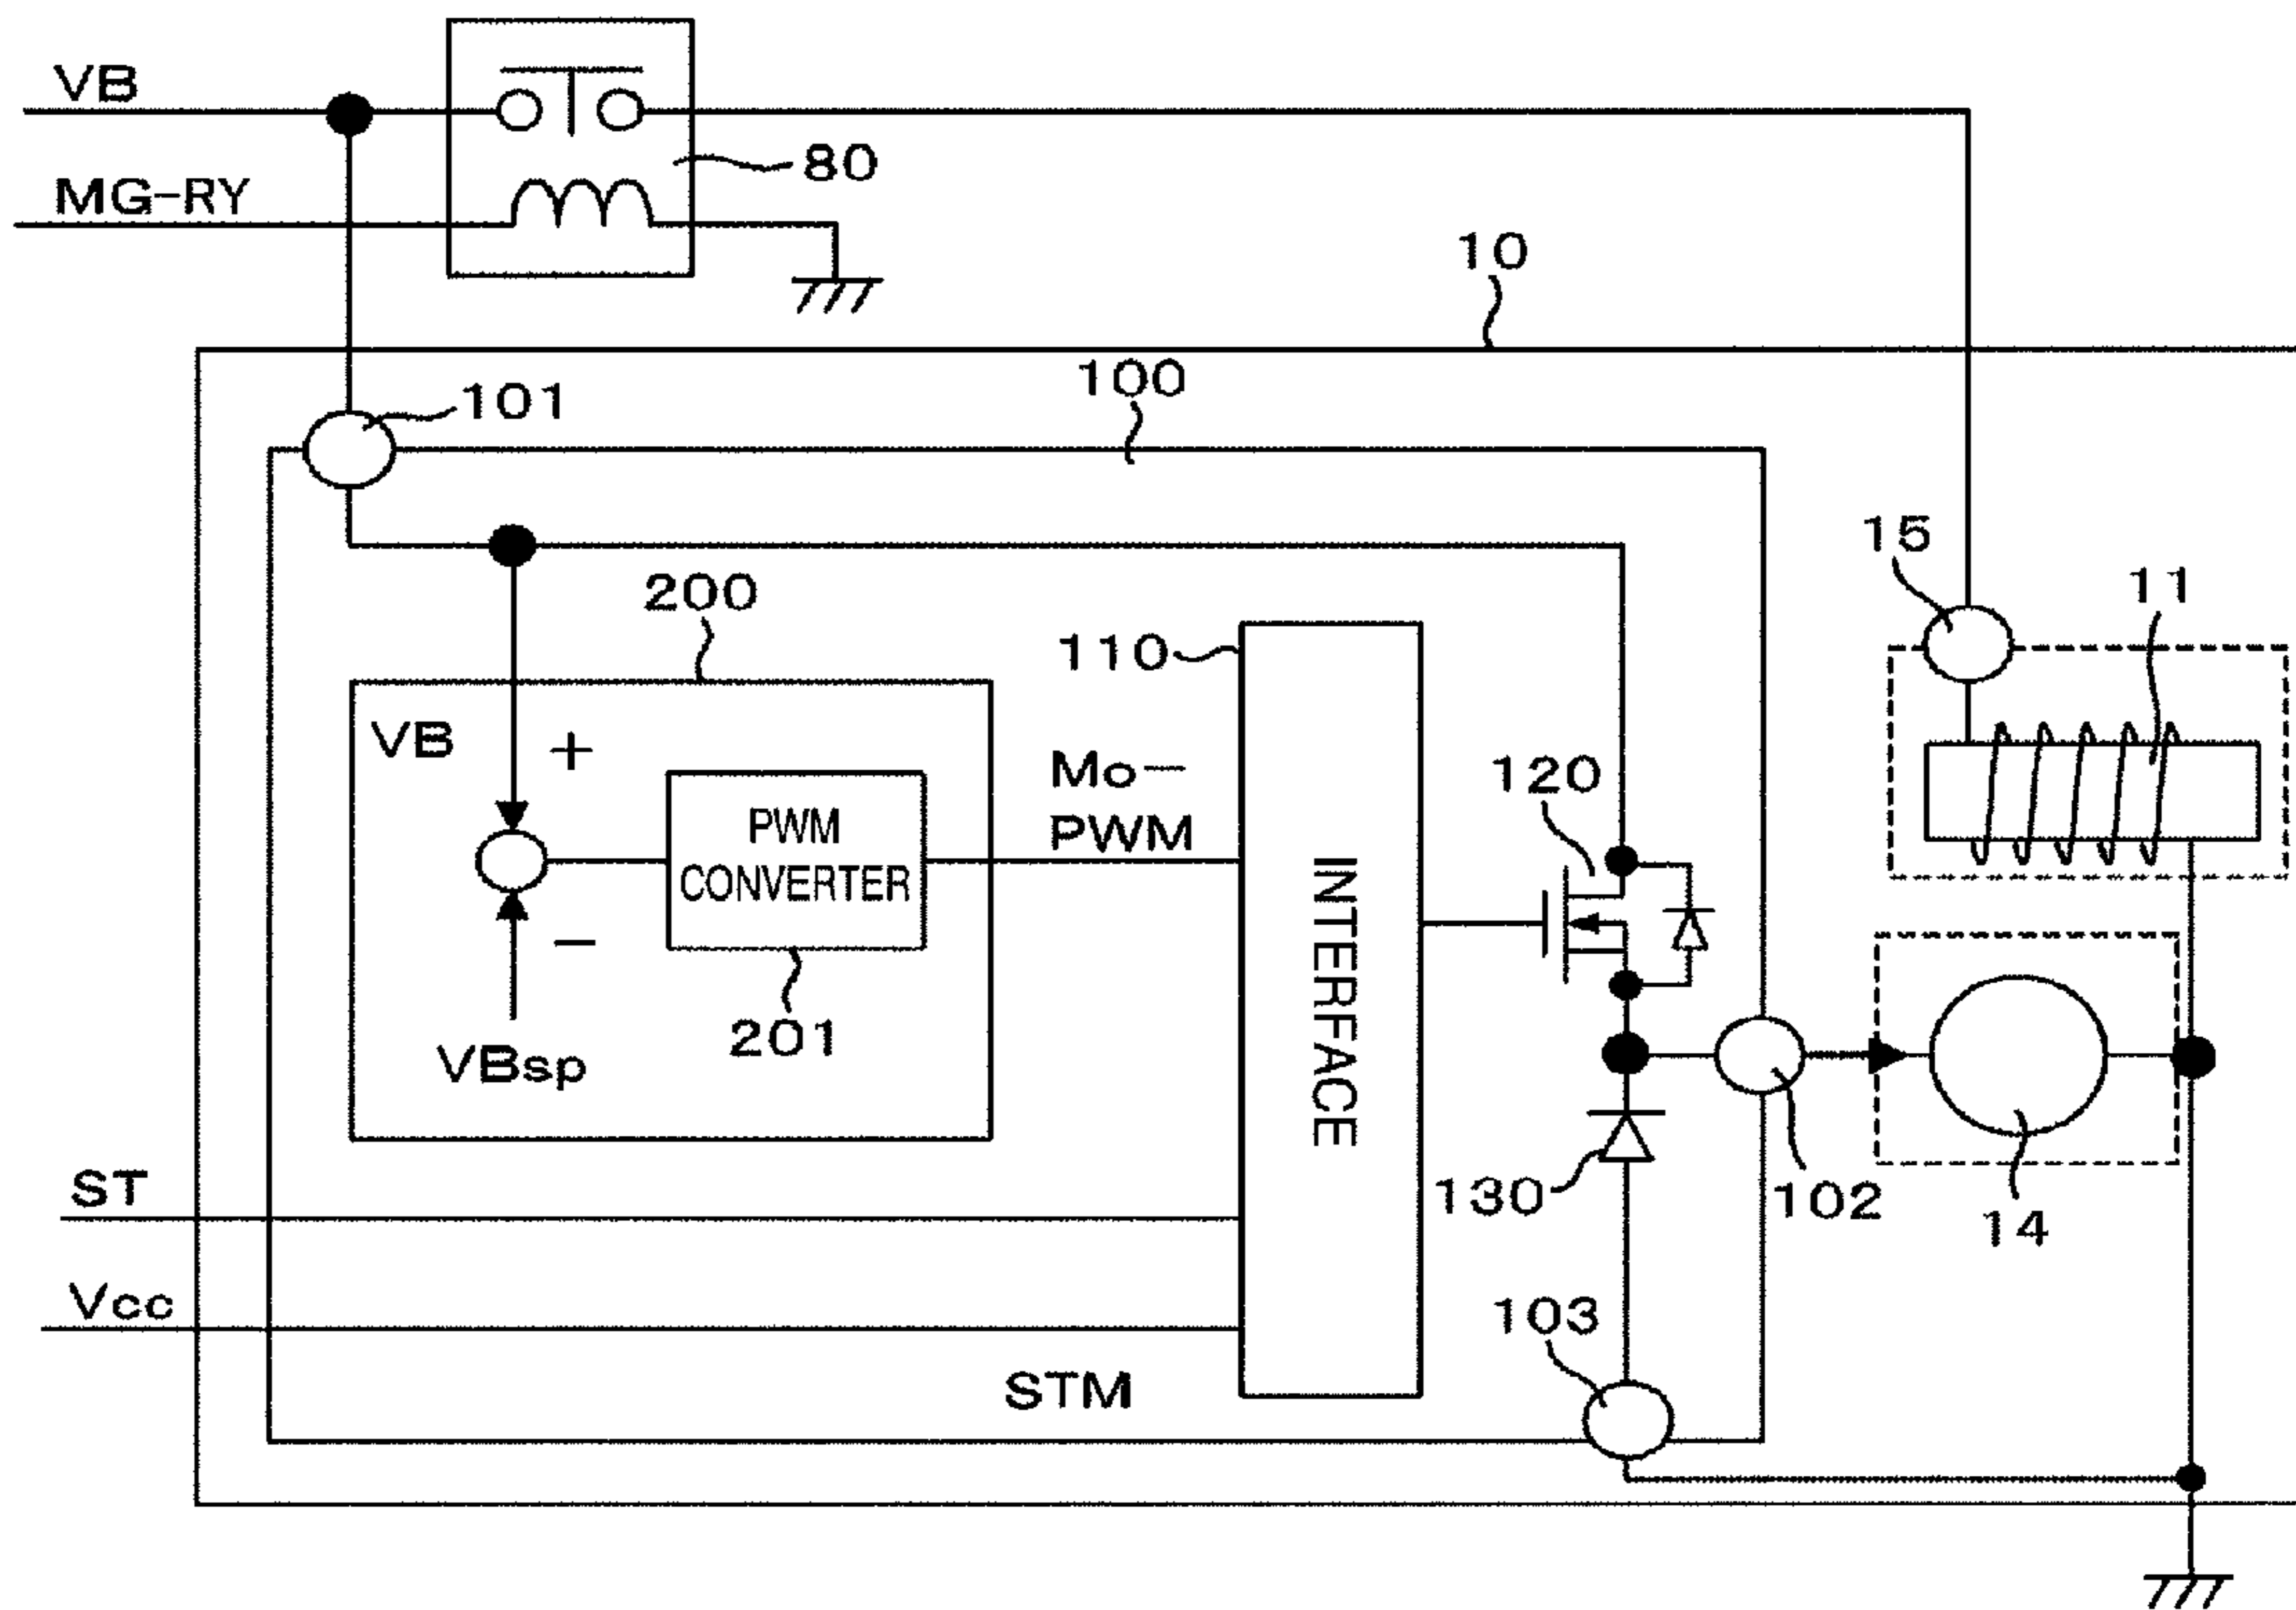 VB
80
MG-RY
10
100
101
15
11
200
110
VB
+
Mo-
PWM
120
PWM
CONVERTER
INTERFACE
−
201
VBsp
ST
130
102
14
Vcc
103
STM